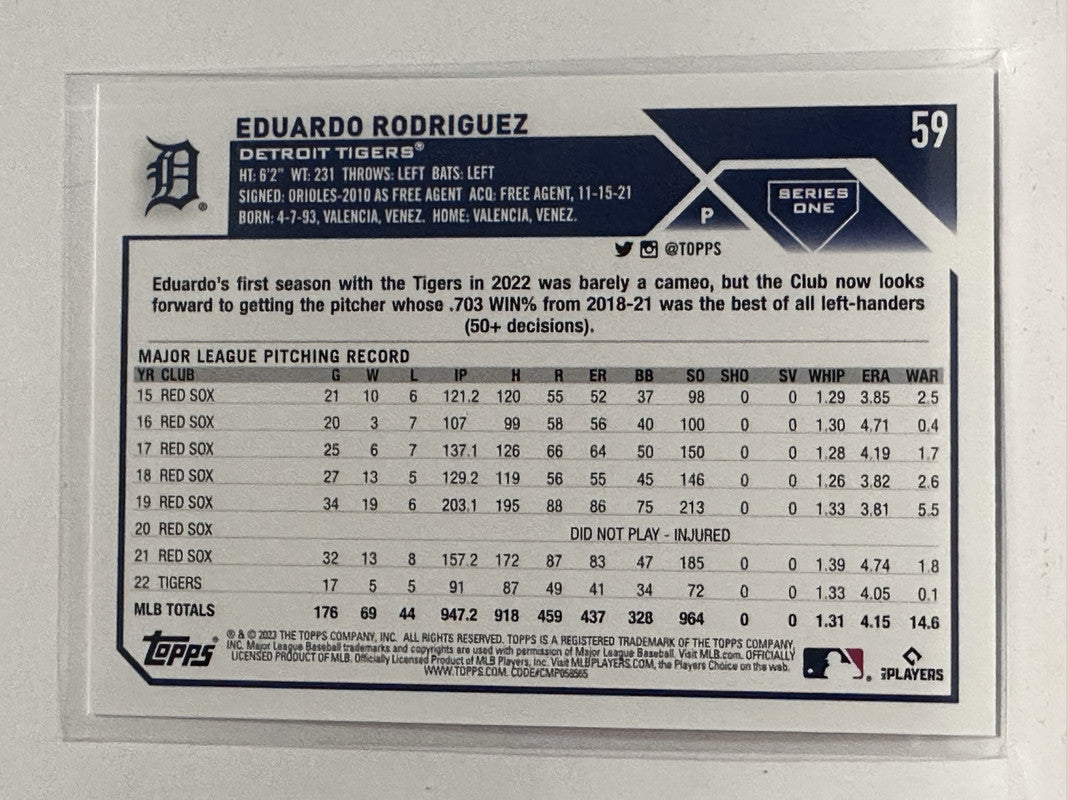 59
EDUARDO RODRIGUEZ
DETROIT TIGERS®
HT: 6'2" WT: 231 THROWS: LEFT BATS: LEFT
SIGNED: ORIOLES-2010 AS FREE AGENT ACQ: FREE AGENT, 11-15-21
BORN: 4-7-93, VALENCIA, VENEZ. HOME: VALENCIA, VENEZ.
P
SERIES
ONE
@TOPPS
Eduardo's first season with the Tigers in 2022 was barely a cameo, but the Club now looks
forward to getting the pitcher whose .703 WIN% from 2018-21 was the best of all left-handers
(50+ decisions).
MAJOR LEAGUE PITCHING RECORD
YR CLUB G W L IP H R ER BB SO SHO SV WHIP ERA WAR
15 RED SOX 21 10 6 121.2 120 55 52 37 98 0 0 1.29 3.85 2.5
16 RED SOX 20 3 7 107 99 58 56 40 100 0 0 1.30 4.71 0.4
17 RED SOX 25 6 7 137.1 126 66 64 50 150 0 0 1.28 4.19 1.7
18 RED SOX 27 13 5 129.2 119 56 55 45 146 0 0 1.26 3.82 2.6
19 RED SOX 34 19 6 203.1 195 88 86 75 213 0 0 1.33 3.81 5.5
20 RED SOX DID NOT PLAY - INJURED
21 RED SOX 32 13 8 157.2 172 87 83 47 185 0 0 1.39 4.74 1.8
22 TIGERS 17 5 5 91 87 49 41 34 72 0 0 1.33 4.05 0.1
MLB TOTALS 176 69 44 947.2 918 459 437 328 964 0 0 1.31 4.15 14.6
Topps®
® & © 2023 THE TOPPS COMPANY, INC. ALL RIGHTS RESERVED. TOPPS IS A REGISTERED TRADEMARK OF THE TOPPS COMPANY,
INC. Major League Baseball trademarks and copyrights are used with permission of Major League Baseball. Visit MLB.com. OFFICIALLY
LICENSED PRODUCT OF MLB. Officially Licensed Product of MLB Players, Inc. Visit MLBPLAYERS.COM, the Players Choice on the web.
WWW.TOPPS.COM. CODE#CMP058565
PLAYERS